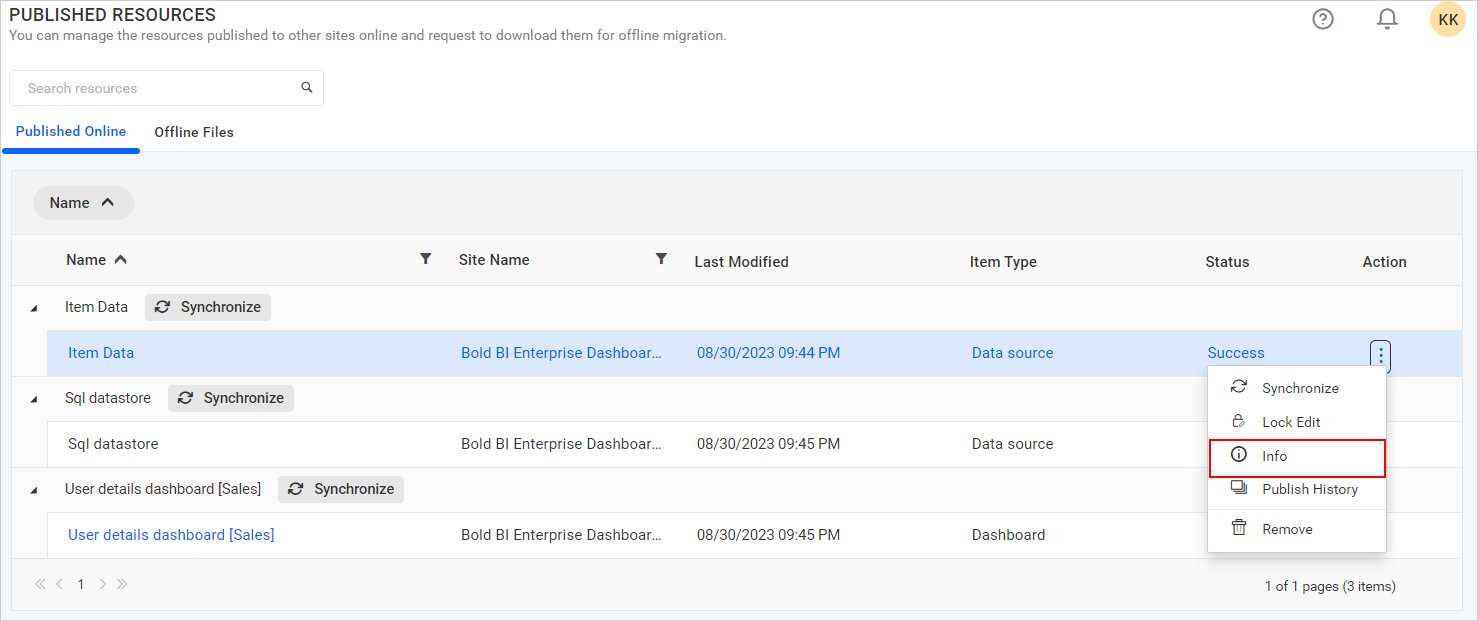 PUBLISHED RESOURCES
You can manage the resources published to other sites online and request to download them for offline migration.
KK
Search resources
Published Online Offline Files
Name
Name Site Name Last Modified Item Type Status Action
Item Data Synchronize
Item Data Bold BI Enterprise Dashboar... 08/30/2023 09:44 PM Data source Success
Synchronize
Sql datastore Synchronize
Lock Edit
Sql datastore Bold BI Enterprise Dashboar... 08/30/2023 09:45 PM Data source
Info
User details dashboard [Sales] Synchronize
Publish History
User details dashboard [Sales] Bold BI Enterprise Dashboar... 08/30/2023 09:45 PM Dashboard
Remove
1
1 of 1 pages (3 items)